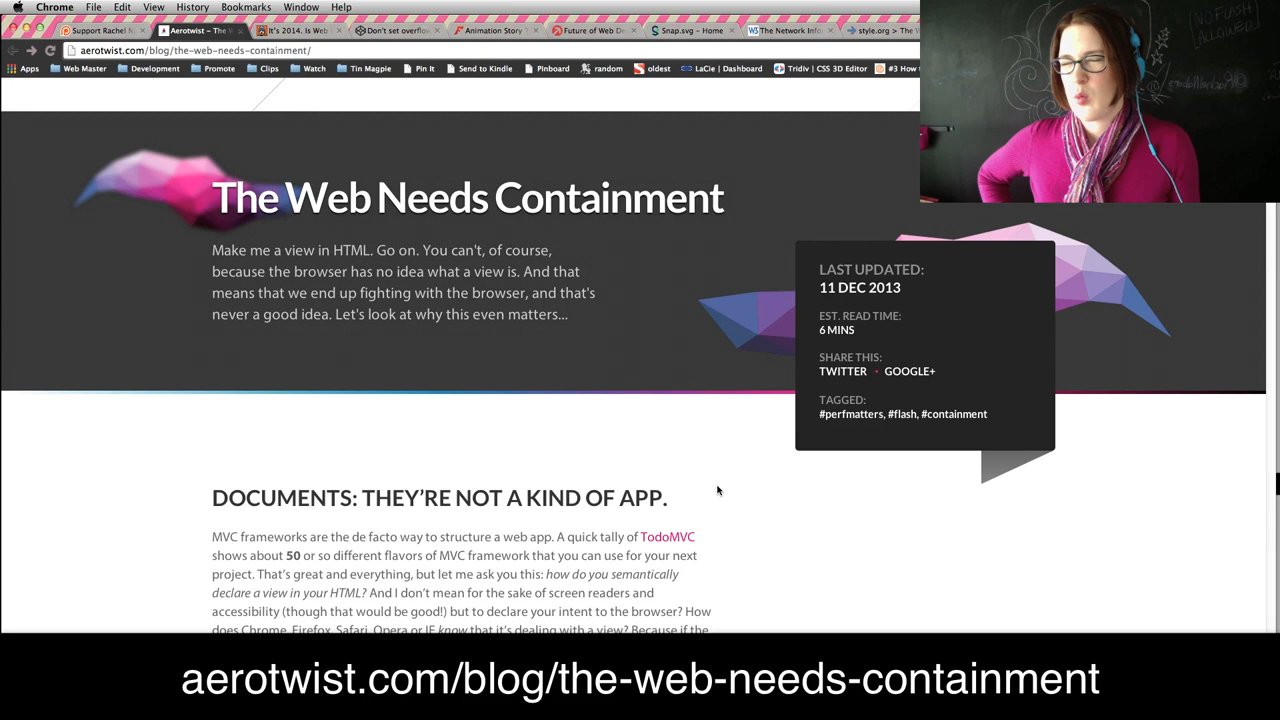 Chrome File Edit View History Bookmarks Window Help
Support Rachel N
Aerotwist – The W
It's 2014. Is Web
Don't set overflo
Animation Story T
Future of Web De
Snap.svg – Home
The Network Info
style.org > The W
aerotwist.com/blog/the-web-needs-containment/
Apps Web Master Development Promote Clips Watch Tin Magpie Pin It Send to Kindle Pinboard random oldest LaCie | Dashboard Tridiv | CSS 3D Editor #3 How t
[NO FLASH
ALLOWED]
The Web Needs Containment
Make me a view in HTML. Go on. You can't, of course,
because the browser has no idea what a view is. And that
means that we end up fighting with the browser, and that's
never a good idea. Let's look at why this even matters...
LAST UPDATED:
11 DEC 2013
EST. READ TIME:
6 MINS
SHARE THIS:
TWITTER • GOOGLE+
TAGGED:
#perfmatters, #flash, #containment
DOCUMENTS: THEY'RE NOT A KIND OF APP.
MVC frameworks are the de facto way to structure a web app. A quick tally of TodoMVC
shows about 50 or so different flavors of MVC framework that you can use for your next
project. That's great and everything, but let me ask you this: how do you semantically
declare a view in your HTML? And I don't mean for the sake of screen readers and
accessibility (though that would be good!) but to declare your intent to the browser? How
does Chrome, Firefox, Safari, Opera or IE know that it's dealing with a view? Because if the
aerotwist.com/blog/the-web-needs-containment